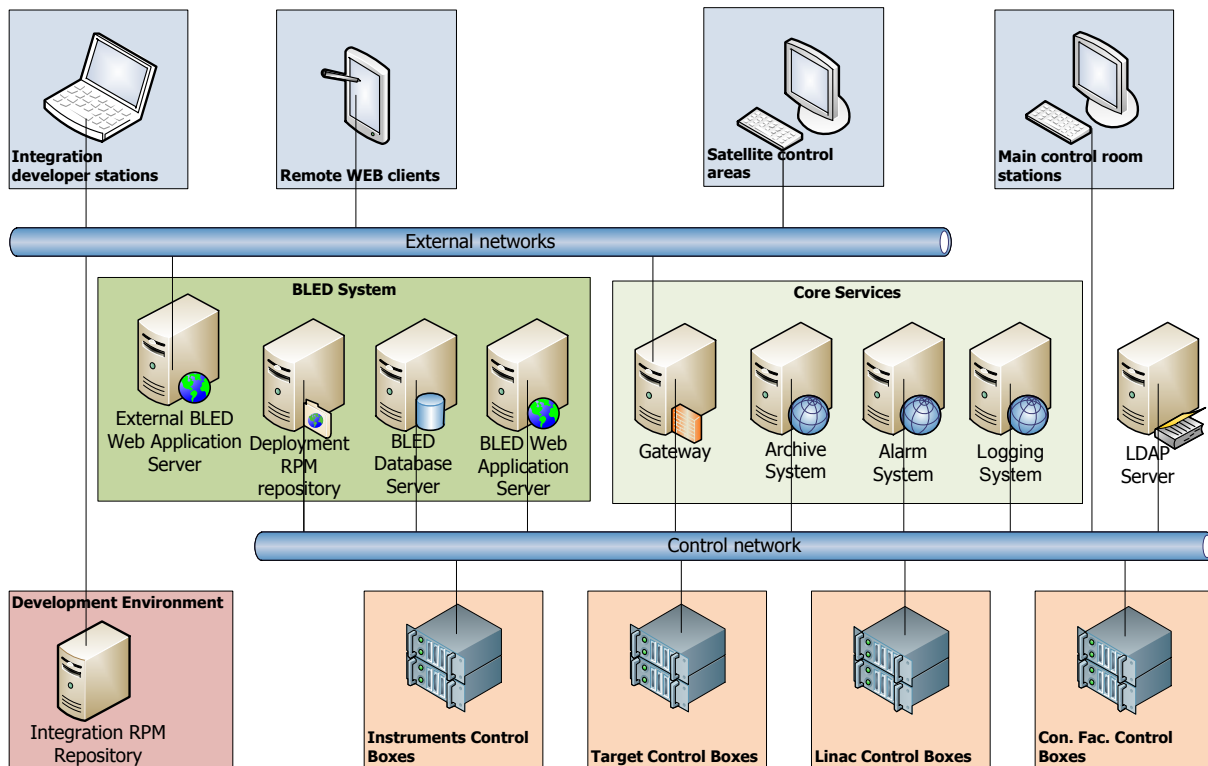 Integration
developer stations
Remote WEB clients
Satellite control
areas
Main control room
stations
External networks
BLED System
Core Services
External BLED
Web Application
Server
Deployment
RPM
repository
BLED
Database
Server
BLED Web
Application
Server
Gateway
Archive
System
Alarm
System
Logging
System
LDAP
Server
Control network
Development Environment
Integration RPM
Repository
Instruments Control
Boxes
Target Control Boxes
Linac Control Boxes
Con. Fac. Control
Boxes